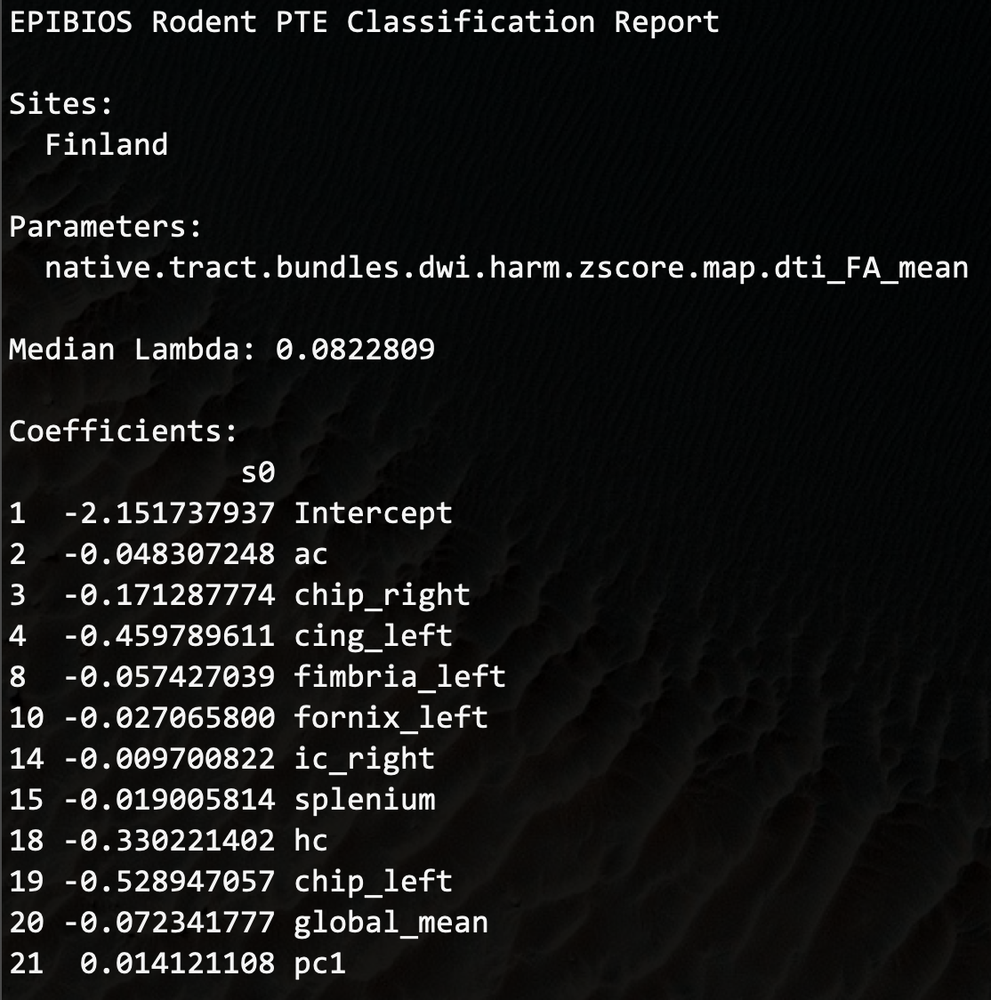 EPIBIOS Rodent PTE Classification Report
Sites:
Finland
Parameters:
native.tract.bundles.dwi.harm.zscore.map.dti_FA_mean
Median Lambda: 0.0822809
Coefficients:
s0
1 -2.151737937 Intercept
2 -0.048307248 ac
3 -0.171287774 chip_right
4 -0.459789611 cing_left
8 -0.057427039 fimbria_left
10 -0.027065800 fornix_left
14 -0.009700822 ic_right
15 -0.019005814 splenium
18 -0.330221402 hc
19 -0.528947057 chip_left
20 -0.072341777 global_mean
21 0.014121108 pc1